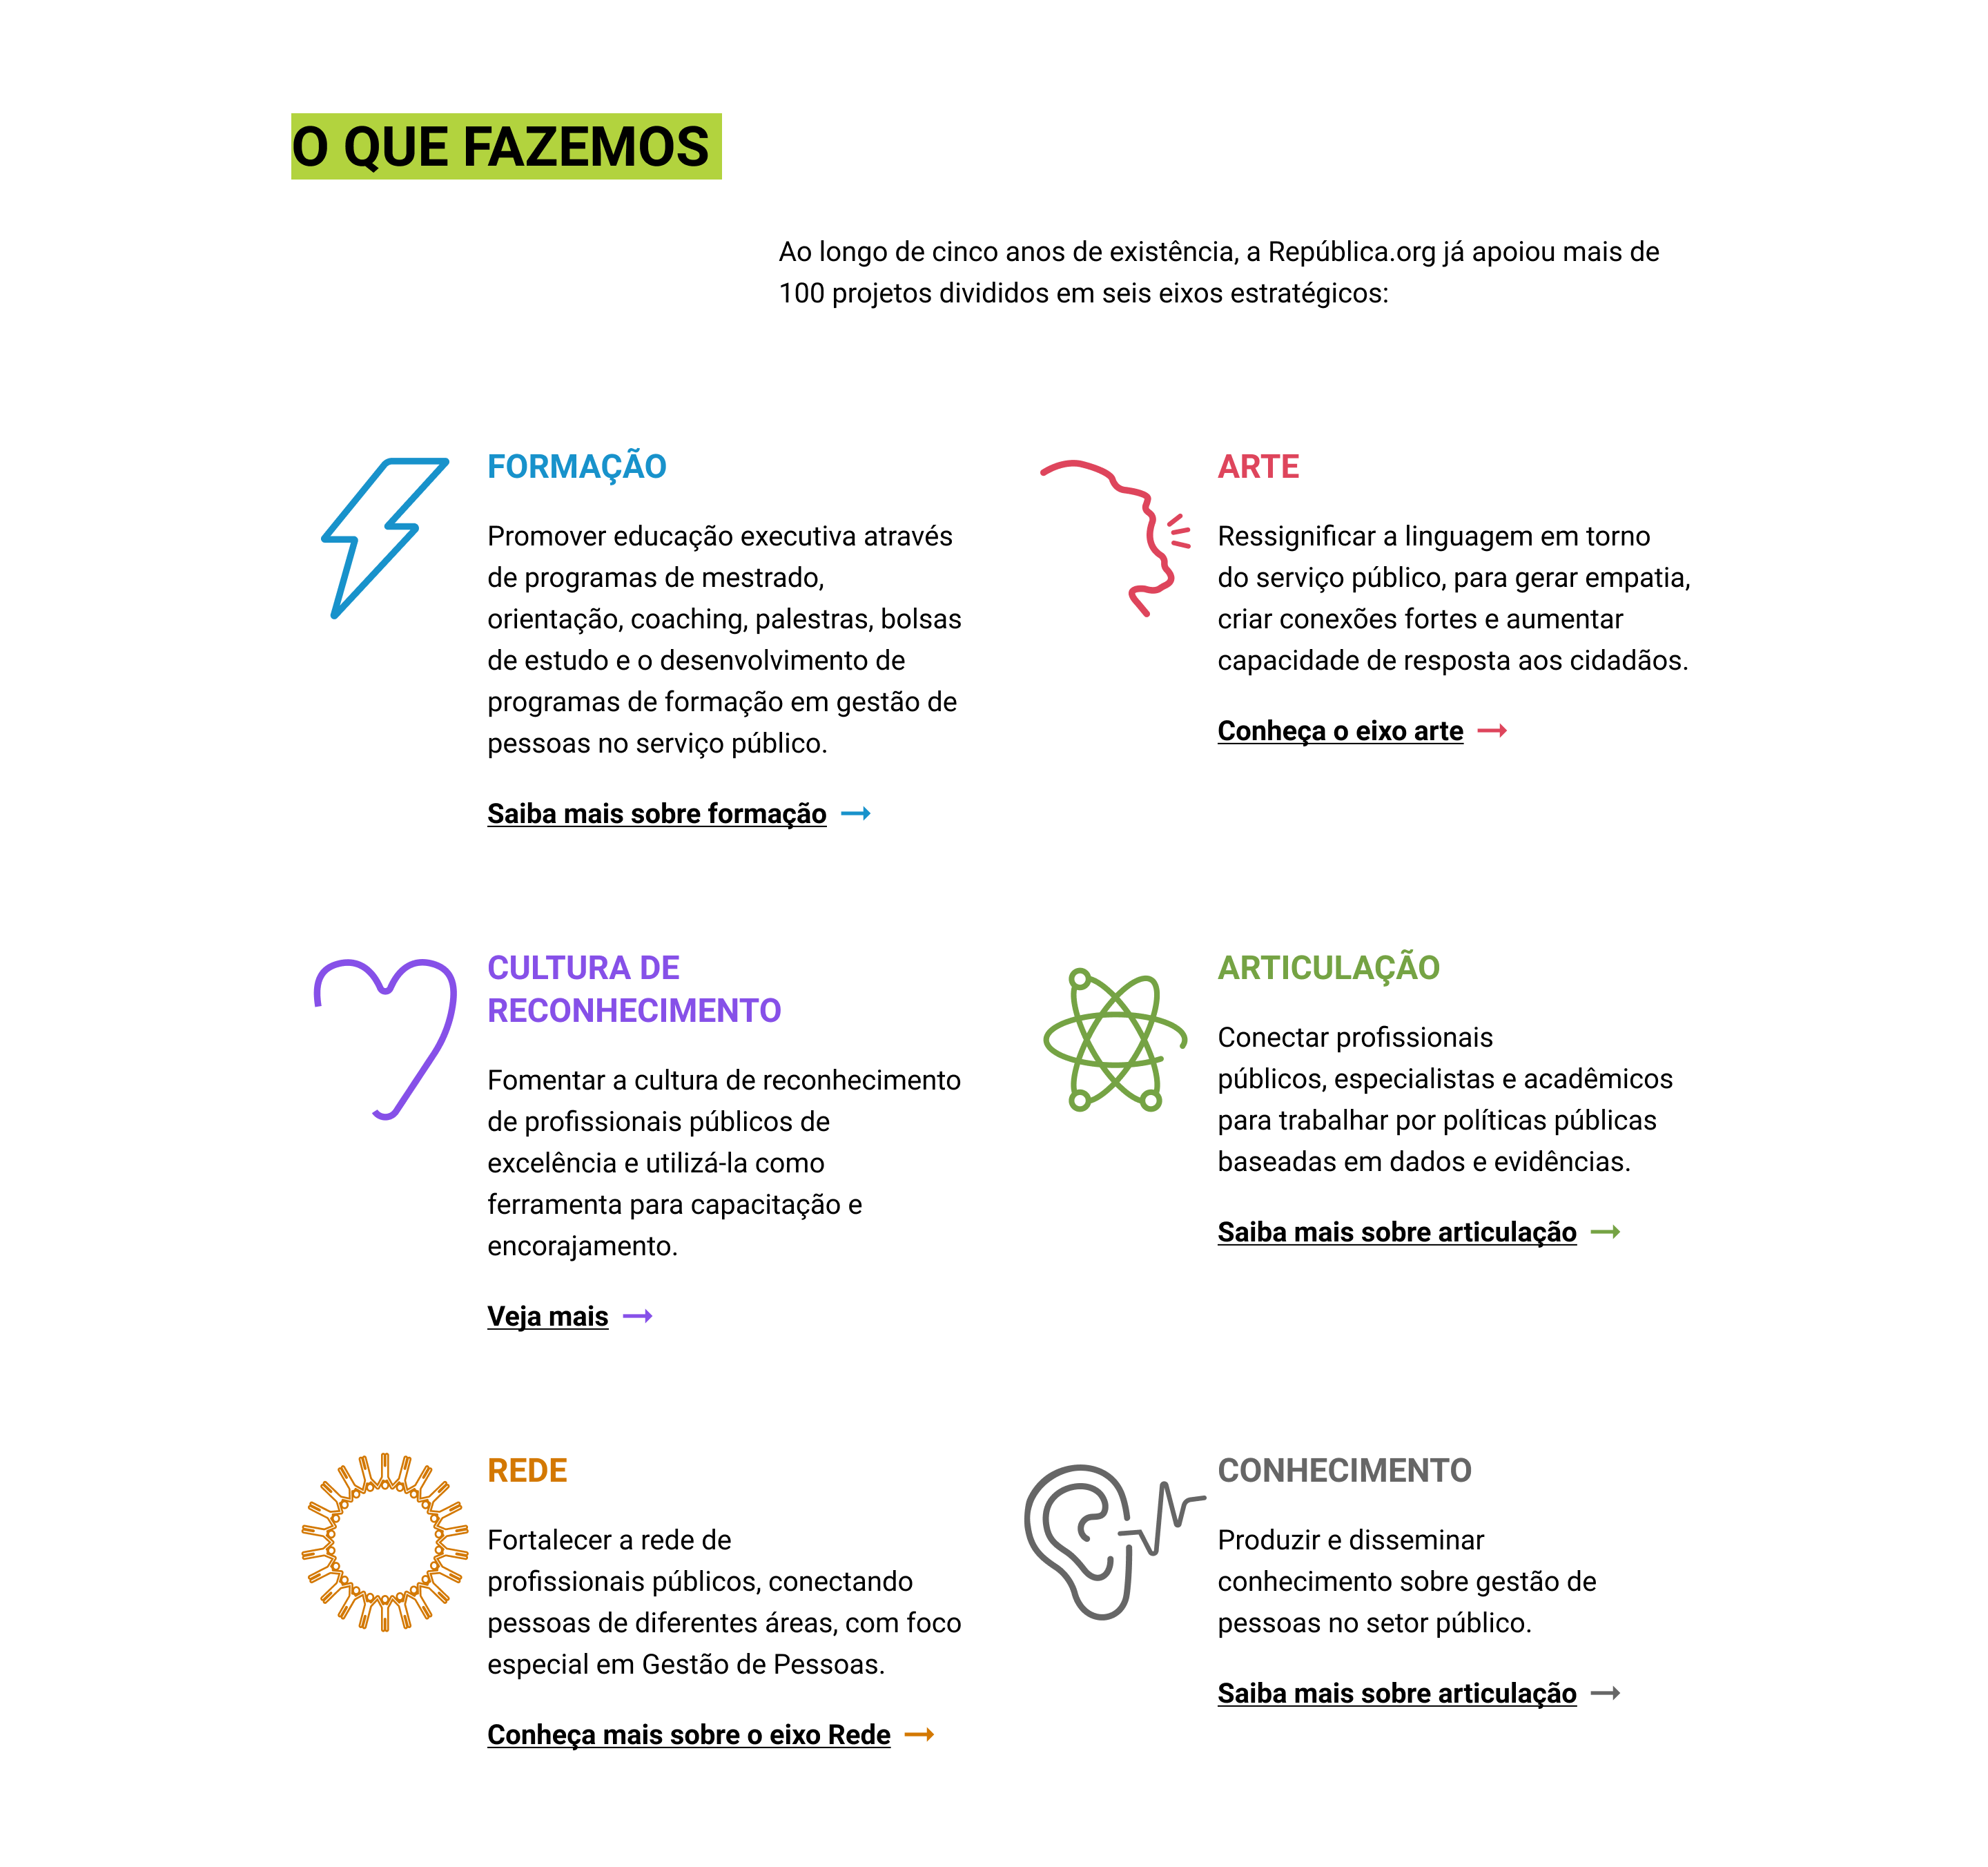 O QUE FAZEMOS
Ao longo de cinco anos de existência, a República.org já apoiou mais de
100 projetos divididos em seis eixos estratégicos:
FORMAÇÃO
Promover educação executiva através
de programas de mestrado,
orientação, coaching, palestras, bolsas
de estudo e o desenvolvimento de
programas de formação em gestão de
pessoas no serviço público.
Saiba mais sobre formação
ARTE
Ressignificar a linguagem em torno
do serviço público, para gerar empatia,
criar conexões fortes e aumentar
capacidade de resposta aos cidadãos.
Conheça o eixo arte
CULTURA DE
RECONHECIMENTO
Fomentar a cultura de reconhecimento
de profissionais públicos de
excelência e utilizá-la como
ferramenta para capacitação e
encorajamento.
Veja mais
ARTICULAÇÃO
Conectar profissionais
públicos, especialistas e acadêmicos
para trabalhar por políticas públicas
baseadas em dados e evidências.
Saiba mais sobre articulação
REDE
Fortalecer a rede de
profissionais públicos, conectando
pessoas de diferentes áreas, com foco
especial em Gestão de Pessoas.
Conheça mais sobre o eixo Rede
CONHECIMENTO
Produzir e disseminar
conhecimento sobre gestão de
pessoas no setor público.
Saiba mais sobre articulação